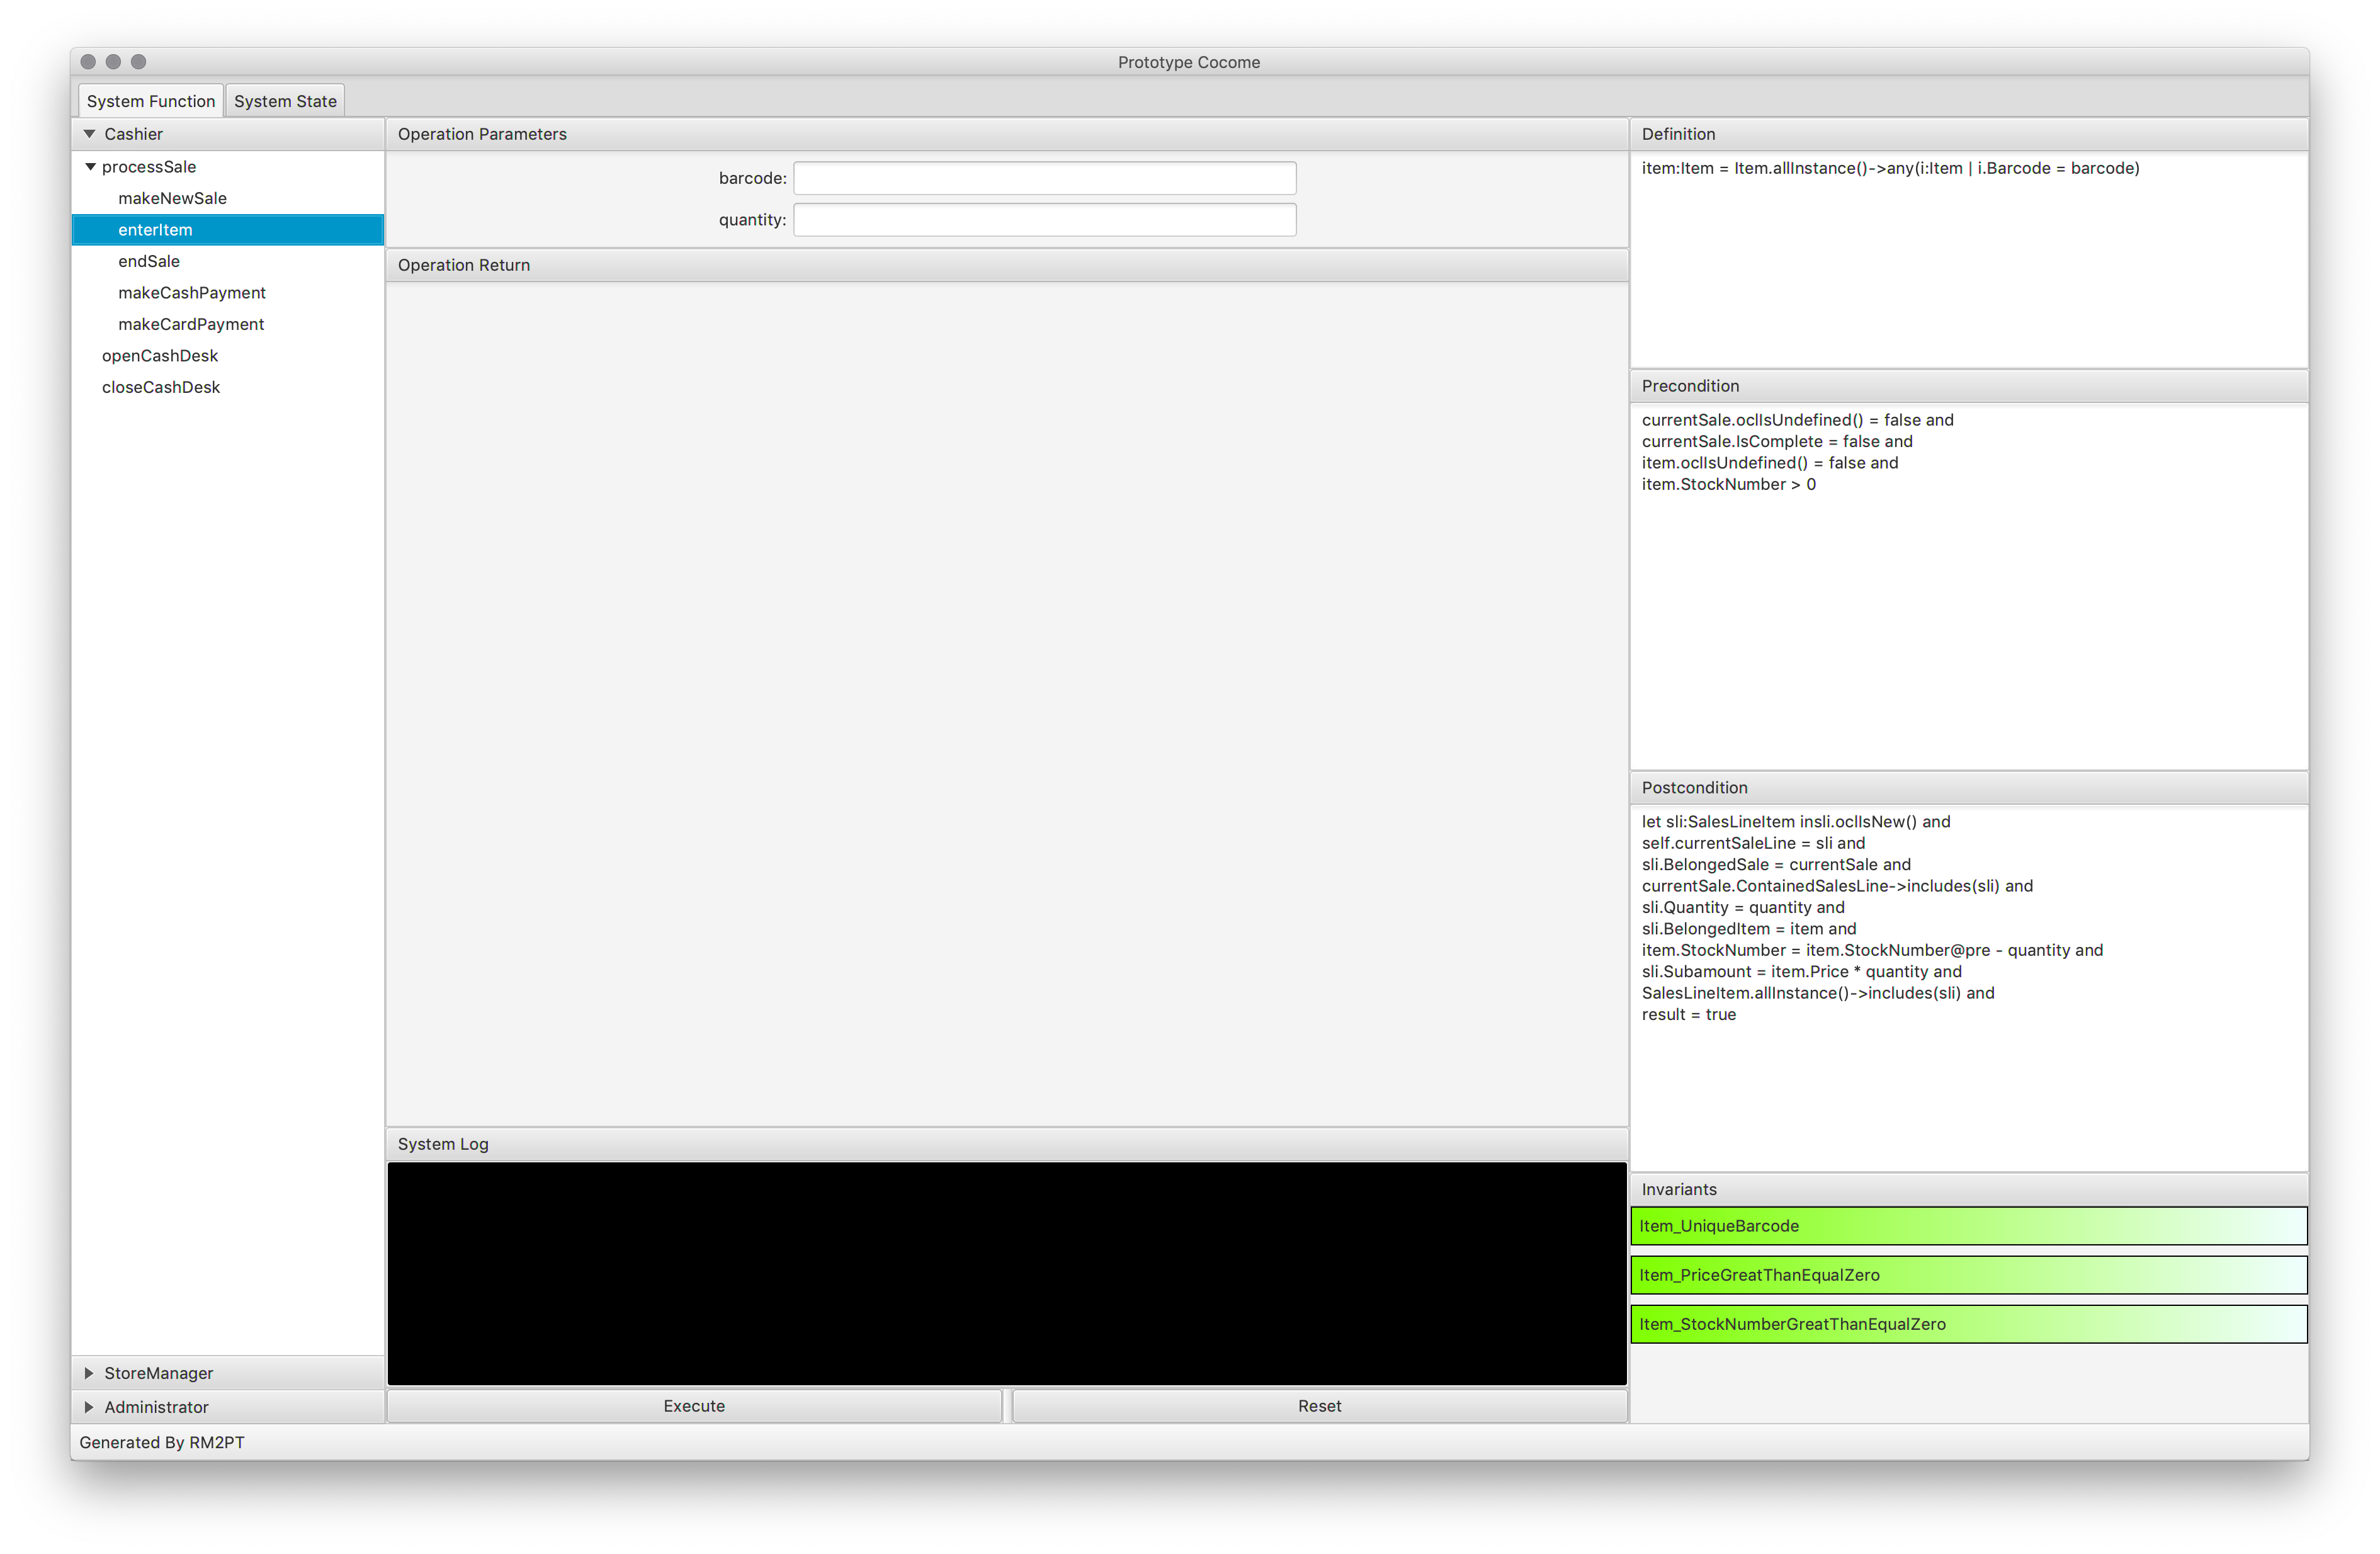 Prototype Cocome
System Function
System State
Cashier
processSale
makeNewSale
enterItem
endSale
makeCashPayment
makeCardPayment
openCashDesk
closeCashDesk
StoreManager
Administrator
Operation Parameters
barcode:
quantity:
Operation Return
System Log
Execute
Reset
Definition
item:Item = Item.allInstance()->any(i:Item | i.Barcode = barcode)
Precondition
currentSale.oclIsUndefined() = false and
currentSale.IsComplete = false and
item.oclIsUndefined() = false and
item.StockNumber > 0
Postcondition
let sli:SalesLineItem insli.oclIsNew() and
self.currentSaleLine = sli and
sli.BelongedSale = currentSale and
currentSale.ContainedSalesLine->includes(sli) and
sli.Quantity = quantity and
sli.BelongedItem = item and
item.StockNumber = item.StockNumber@pre - quantity and
sli.Subamount = item.Price * quantity and
SalesLineItem.allInstance()->includes(sli) and
result = true
Invariants
Item_UniqueBarcode
Item_PriceGreatThanEqualZero
Item_StockNumberGreatThanEqualZero
Generated By RM2PT